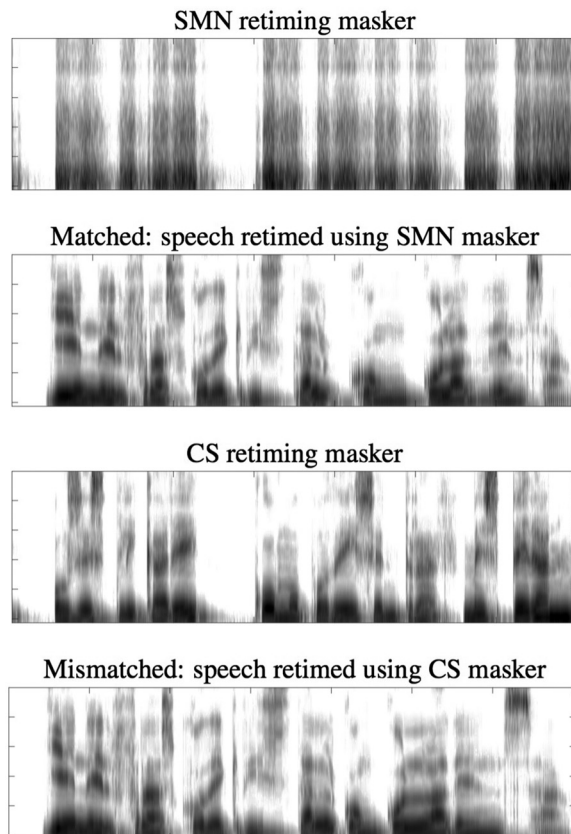 SMN retiming masker
Matched: speech retimed using SMN masker
CS retiming masker
Mismatched: speech retimed using CS masker